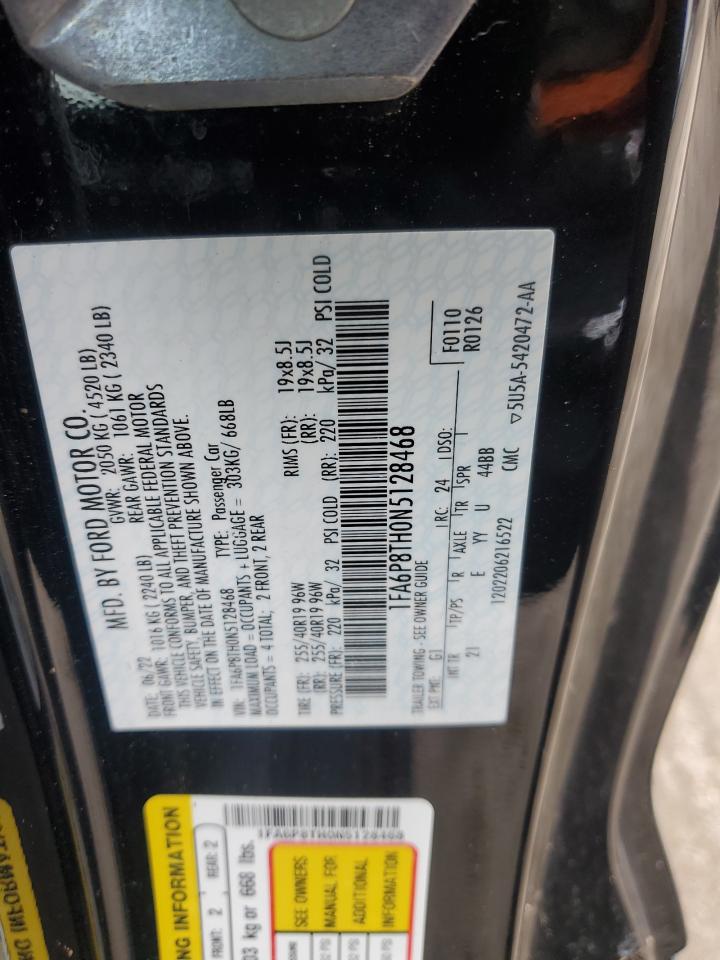 MFD. BY FORD MOTOR CO.
DATE: 06/22 GVWR: 2050 KG ( 4520 LB)
FRONT GAWR: 1016 KG ( 2240 LB) REAR GAWR: 1061 KG ( 2340 LB)
THIS VEHICLE CONFORMS TO ALL APPLICABLE FEDERAL MOTOR
VEHICLE SAFETY, BUMPER, AND THEFT PREVENTION STANDARDS
IN EFFECT ON THE DATE OF MANUFACTURE SHOWN ABOVE.
VIN: 1FA6P8TH0N5128468 TYPE: Passenger Car
MAXIMUM LOAD = OCCUPANTS + LUGGAGE = 303KG/ 668LB
OCCUPANTS = 4 TOTAL; 2 FRONT, 2 REAR
TIRE (FR): 255/40R19 96W RIMS (FR): 19x8.5J
(RR): 255/40R19 96W (RR): 19x8.5J
PRESSURE (FR): 220 kPa/ 32 PSI COLD (RR): 220 kPa/ 32 PSI COLD
1FA6P8TH0N5128468
TRAILER TOWING - SEE OWNER GUIDE F0110
EXT PNT: G1 RC: 24 DSO: R0126
INT TR TP/PS R AXLE TR SPR
21 E YY U 44BB
1202206216522 CMC ▽5U5A-5420472-AA
NG INFORMATION
FRONT: 2 REAR: 2
03 kg or 668 lbs.
1FA6P8TH0N5128468
SEE OWNERS
MANUAL FOR
ADDITIONAL
INFORMATION